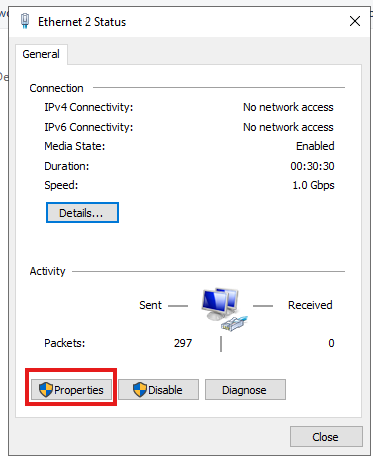 Ethernet 2 Status
General
Connection
IPv4 Connectivity: No network access
IPv6 Connectivity: No network access
Media State: Enabled
Duration: 00:30:30
Speed: 1.0 Gbps
Details...
Activity
Sent Received
Packets: 297 0
Properties Disable Diagnose
Close